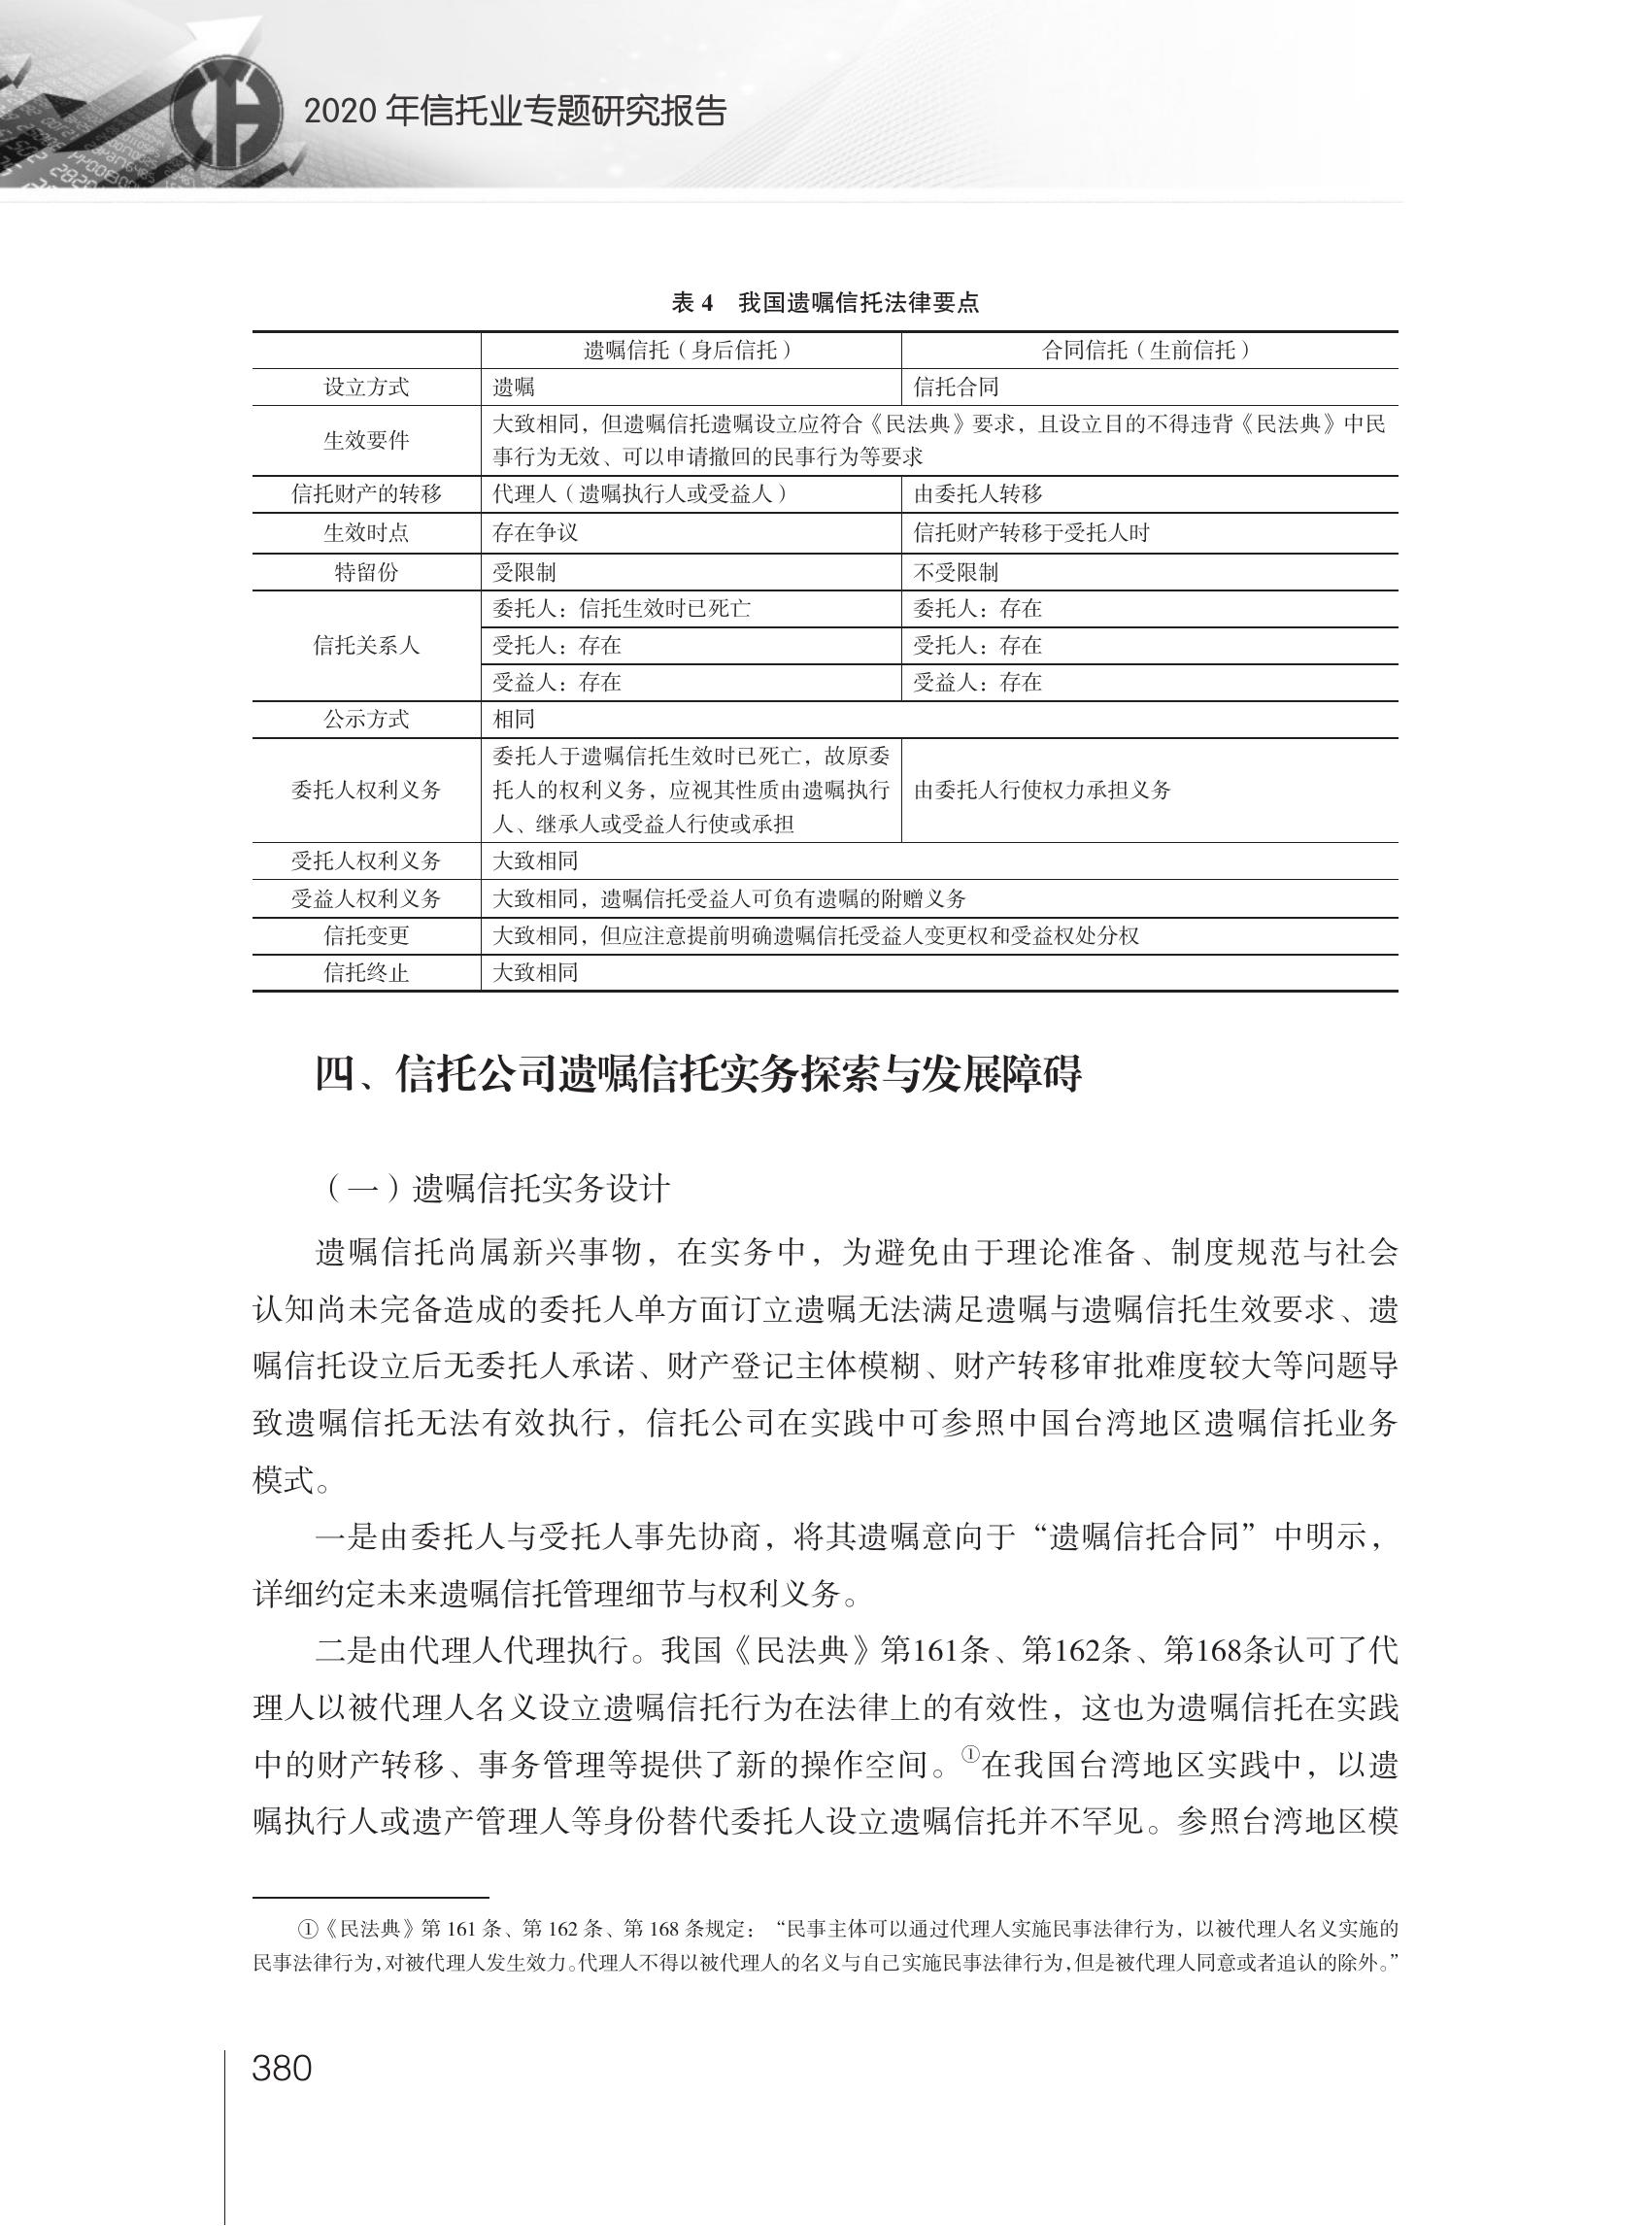 2020 年信托业专题研究报告
表 4 我国遗嘱信托法律要点
遗嘱信托（身后信托） 合同信托（生前信托）
设立方式 遗嘱 信托合同
生效要件 大致相同，但遗嘱信托遗嘱设立应符合《民法典》要求，且设立目的不得违背《民法典》中民
事行为无效、可以申请撤回的民事行为等要求
信托财产的转移 代理人（遗嘱执行人或受益人） 由委托人转移
生效时点 存在争议 信托财产转移于受托人时
特留份 受限制 不受限制
信托关系人 委托人：信托生效时已死亡 委托人：存在
受托人：存在 受托人：存在
受益人：存在 受益人：存在
公示方式 相同
委托人权利义务 委托人于遗嘱信托生效时已死亡，故原委
托人的权利义务，应视其性质由遗嘱执行
人、继承人或受益人行使或承担 由委托人行使权力承担义务
受托人权利义务 大致相同
受益人权利义务 大致相同，遗嘱信托受益人可负有遗嘱的附赠义务
信托变更 大致相同，但应注意提前明确遗嘱信托受益人变更权和受益权处分权
信托终止 大致相同
四、信托公司遗嘱信托实务探索与发展障碍
（一）遗嘱信托实务设计
遗嘱信托尚属新兴事物，在实务中，为避免由于理论准备、制度规范与社会
认知尚未完备造成的委托人单方面订立遗嘱无法满足遗嘱与遗嘱信托生效要求、遗
嘱信托设立后无委托人承诺、财产登记主体模糊、财产转移审批难度较大等问题导
致遗嘱信托无法有效执行，信托公司在实践中可参照中国台湾地区遗嘱信托业务
模式。
一是由委托人与受托人事先协商，将其遗嘱意向于“遗嘱信托合同”中明示，
详细约定未来遗嘱信托管理细节与权利义务。
二是由代理人代理执行。我国《民法典》第161条、第162条、第168条认可了代
理人以被代理人名义设立遗嘱信托行为在法律上的有效性，这也为遗嘱信托在实践
中的财产转移、事务管理等提供了新的操作空间。①在我国台湾地区实践中，以遗
嘱执行人或遗产管理人等身份替代委托人设立遗嘱信托并不罕见。参照台湾地区模
①《民法典》第 161 条、第 162 条、第 168 条规定：“民事主体可以通过代理人实施民事法律行为，以被代理人名义实施的
民事法律行为，对被代理人发生效力。代理人不得以被代理人的名义与自己实施民事法律行为，但是被代理人同意或者追认的除外。”
380